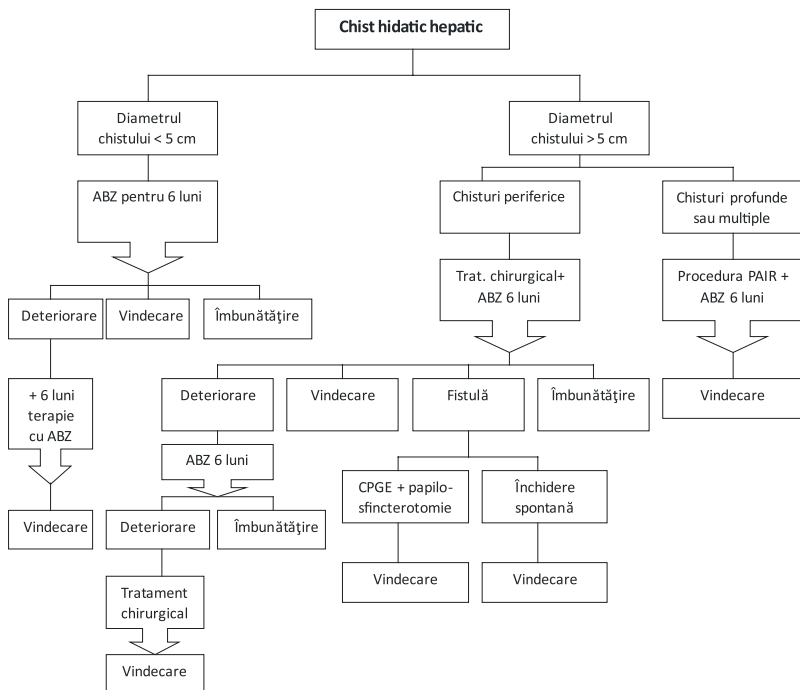 Chist hidatic hepatic
Diametrul
chistului < 5 cm
Diametrul
chistului > 5 cm
ABZ pentru 6 luni
Chisturi periferice
Chisturi profunde
sau multiple
Trat. chirurgical+
ABZ 6 luni
Procedura PAIR +
ABZ 6 luni
Deteriorare
Vindecare
Îmbunătăţire
+ 6 luni
terapie
cu ABZ
Deteriorare
Vindecare
Fistulă
Îmbunătăţire
Vindecare
ABZ 6 luni
CPGE + papilo-
sfincterotomie
Închidere
spontană
Vindecare
Deteriorare
Îmbunătăţire
Vindecare
Vindecare
Tratament
chirurgical
Vindecare